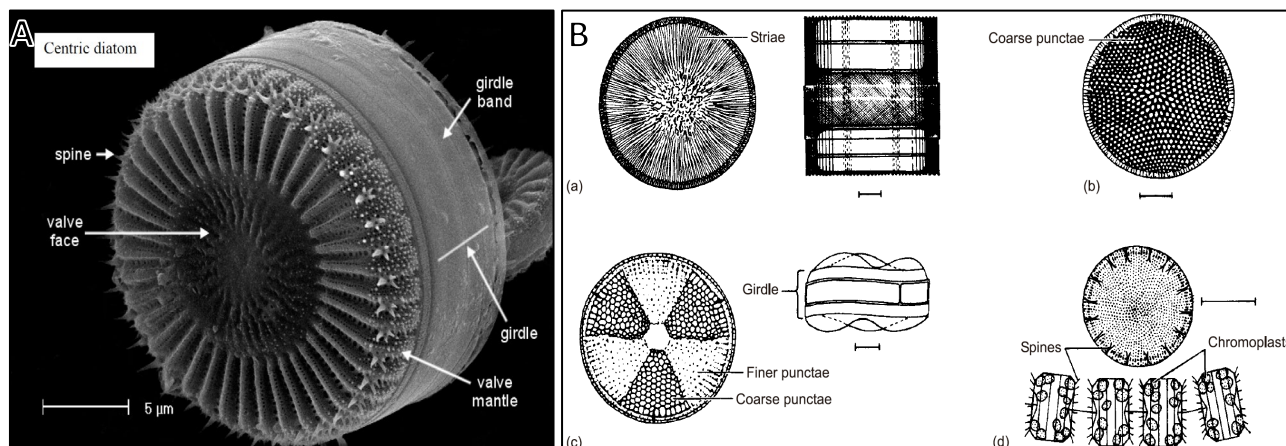 A
Centric diatom
girdle
band
spine
valve
face
girdle
valve
mantle
5 µm
B
Striae
(a)
Coarse punctae
(b)
Girdle
Finer punctae
Coarse punctae
(c)
Spines
Chromoplasts
(d)